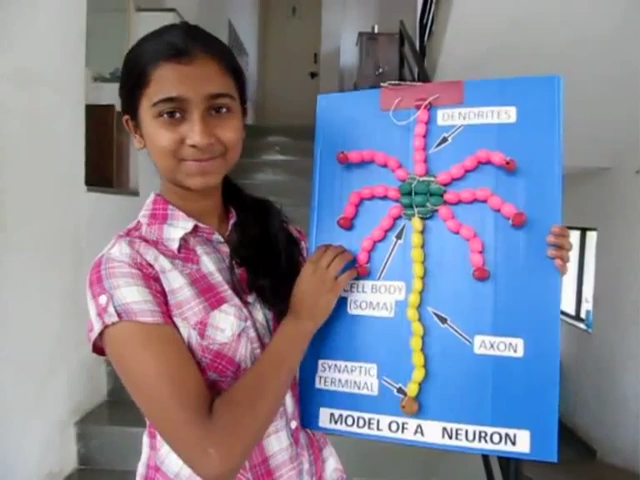 DENDRITES
CELL BODY
(SOMA)
AXON
SYNAPTIC
TERMINAL
MODEL OF A NEURON